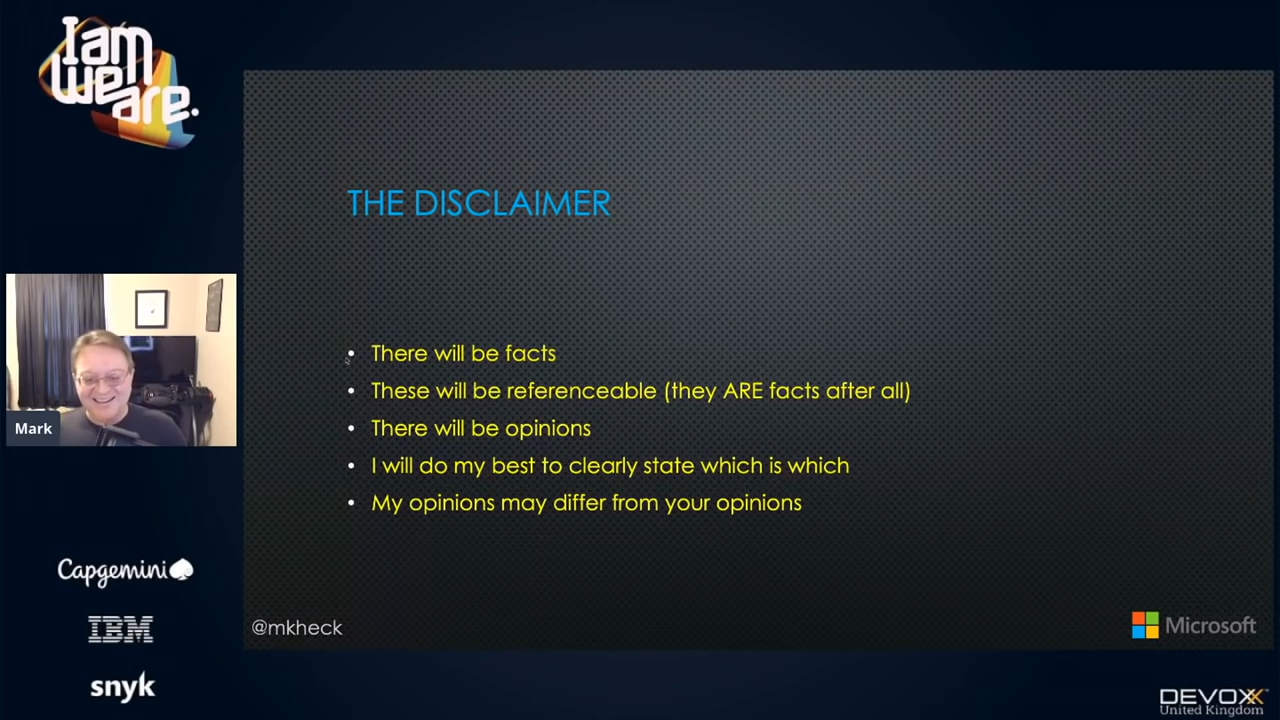 I am
we
are.
THE DISCLAIMER
• There will be facts
• These will be referenceable (they ARE facts after all)
• There will be opinions
• I will do my best to clearly state which is which
• My opinions may differ from your opinions
Mark
Capgemini
IBM
snyk
@mkheck
Microsoft
DEVOXX
United Kingdom